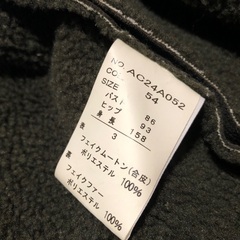 NO. AC24A052
CO
54
SIZE
バスト 86
ヒップ 93
身長 158
3
フェイクムートン(合皮)
ポリエステル 100%
フェイクファー
ポリエステル 100%